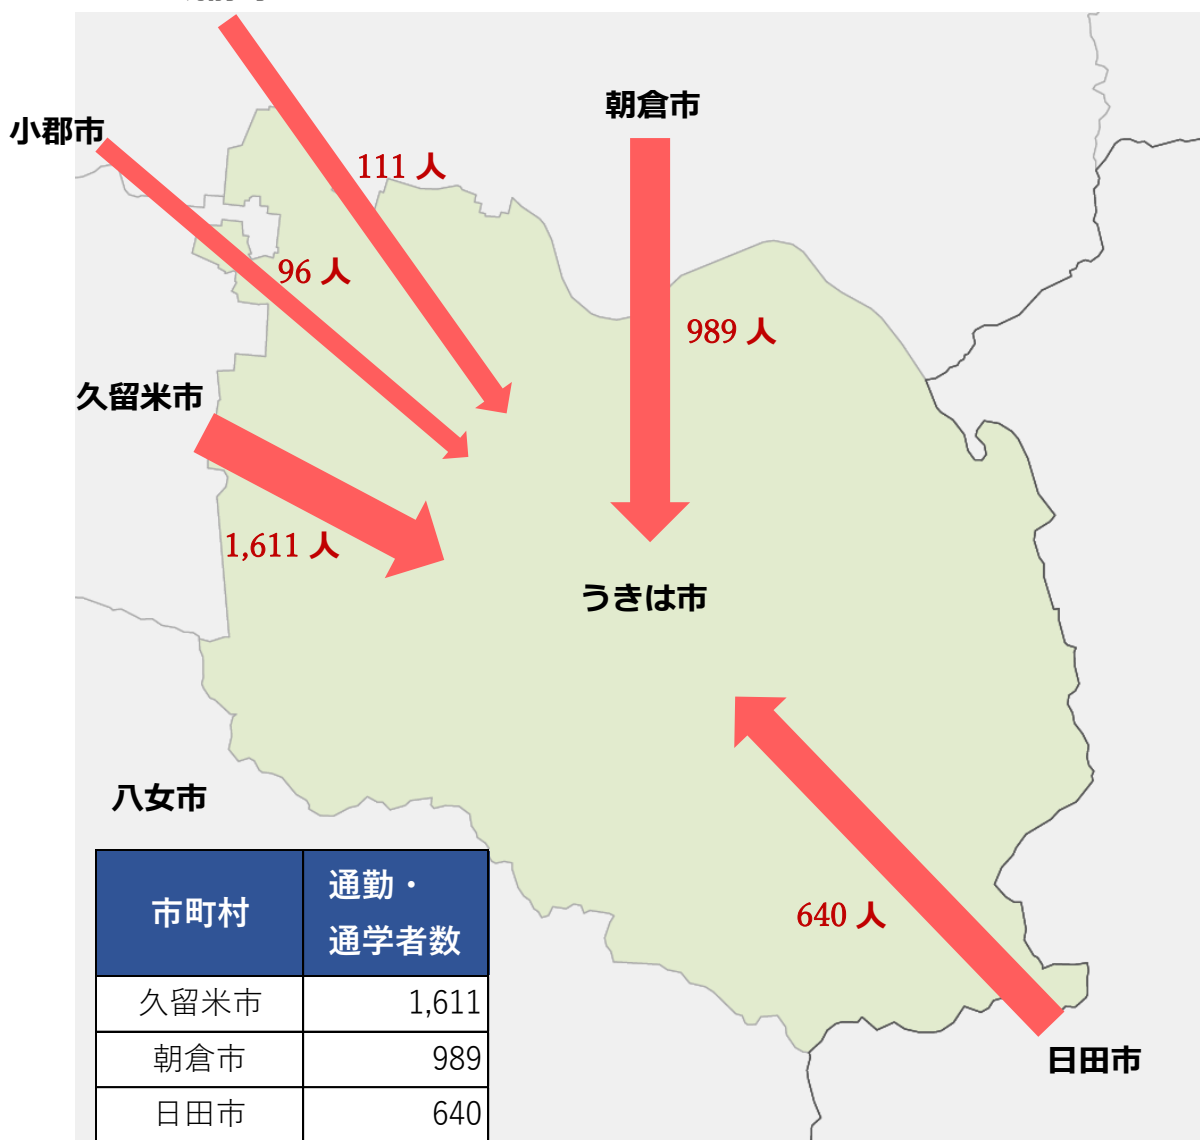 朝倉市
小郡市
111 人
96 人
989 人
久留米市
1,611 人
うきは市
八女市
640 人
日田市
市町村
通勤・
通学者数
久留米市
1,611
朝倉市
989
日田市
640